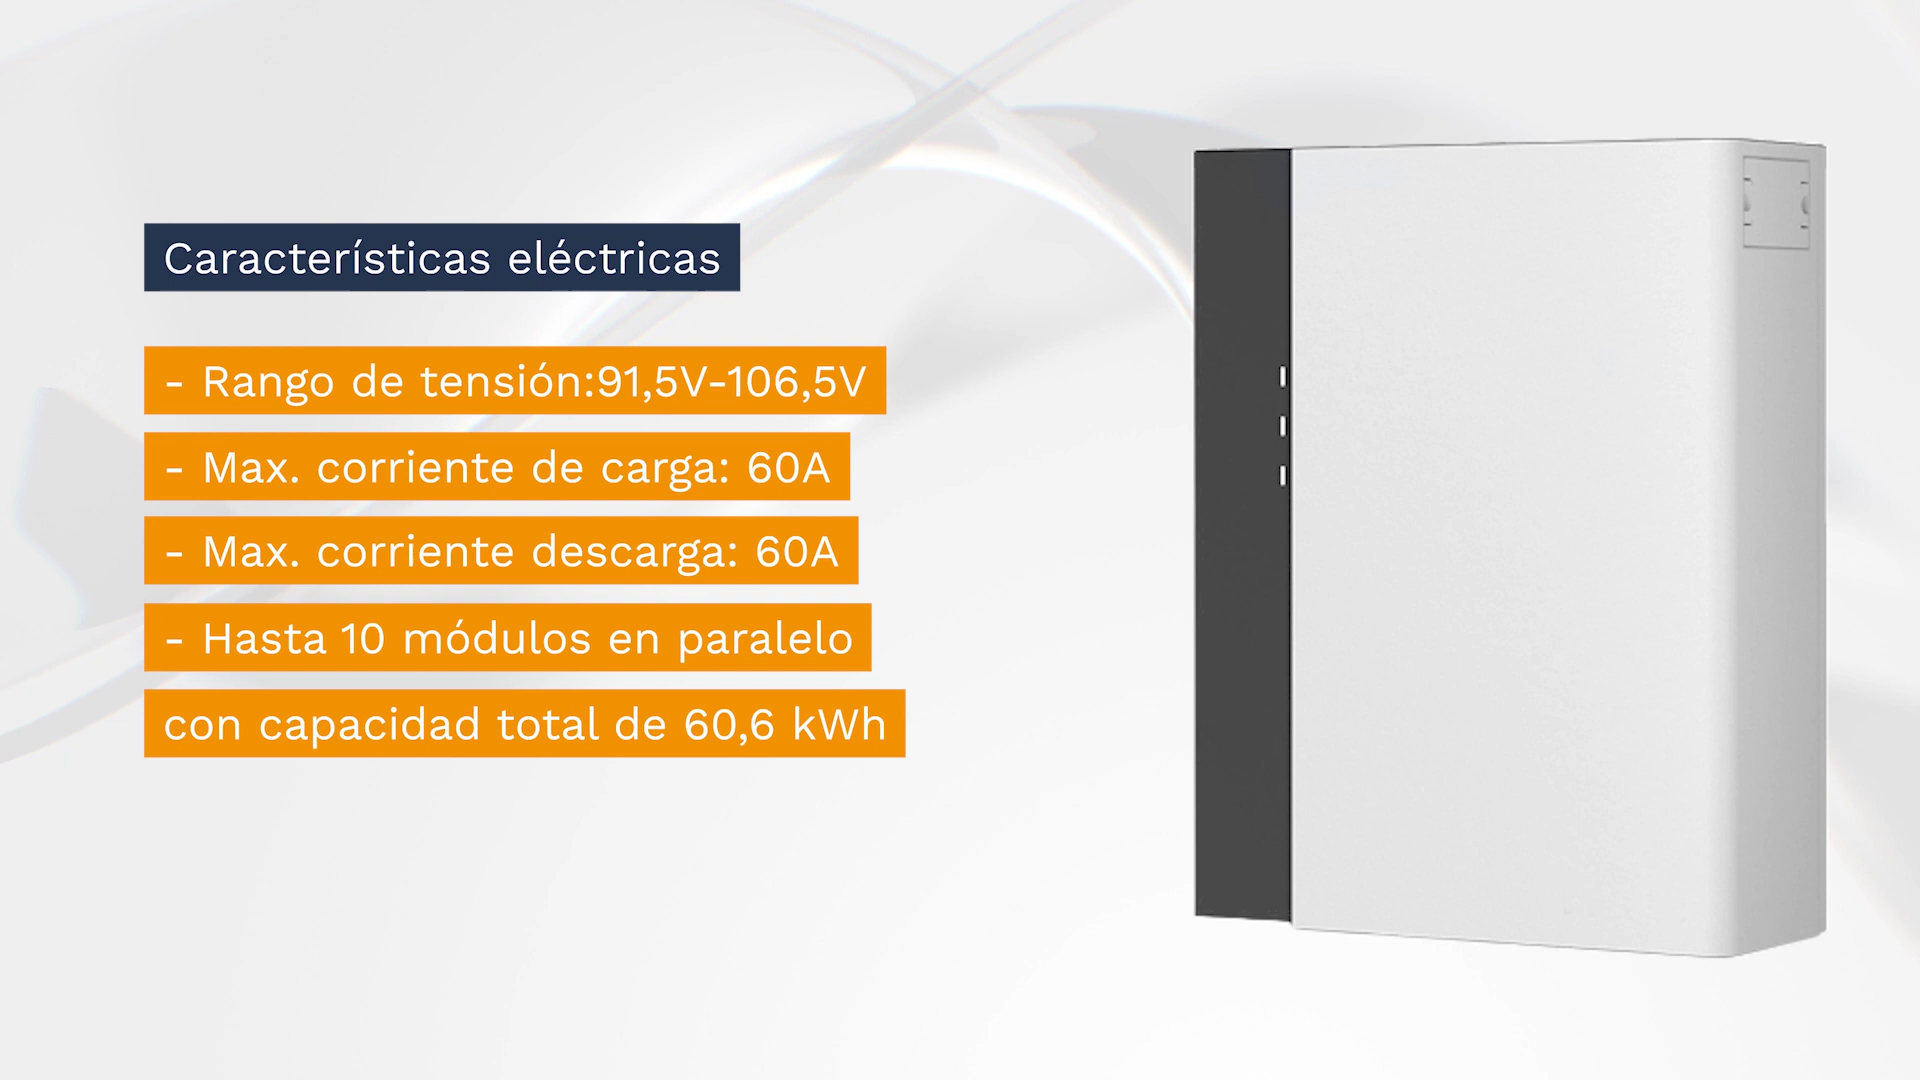 Características eléctricas
- Rango de tensión:91,5V-106,5V
- Max. corriente de carga: 60A
- Max. corriente descarga: 60A
- Hasta 10 módulos en paralelo
con capacidad total de 60,6 kWh